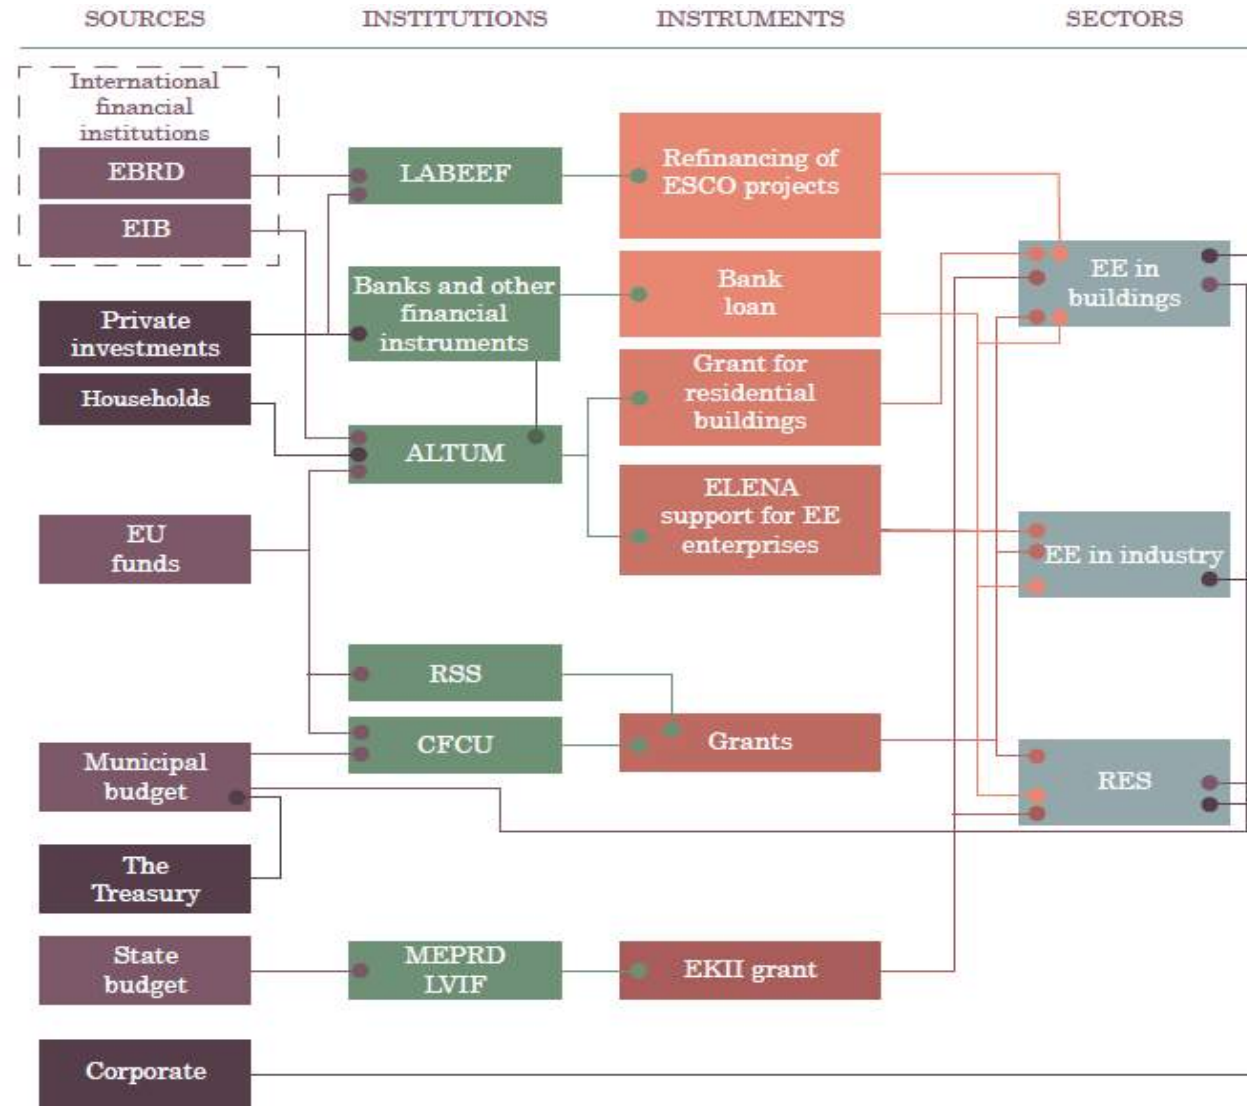 SOURCES
INSTITUTIONS
INSTRUMENTS
SECTORS
International
financial
institutions
EBRD
EIB
Private
investments
Households
EU
funds
Municipal
budget
The
Treasury
State
budget
Corporate
LABEEF
Banks and other
financial
instruments
ALTUM
RSS
CFCU
MEPRD
LVIF
Refinancing of
ESCO projects
Bank
loan
Grant for
residential
buildings
ELENA
support for EE
enterprises
Grants
EKII grant
EE in
buildings
EE in industry
RES